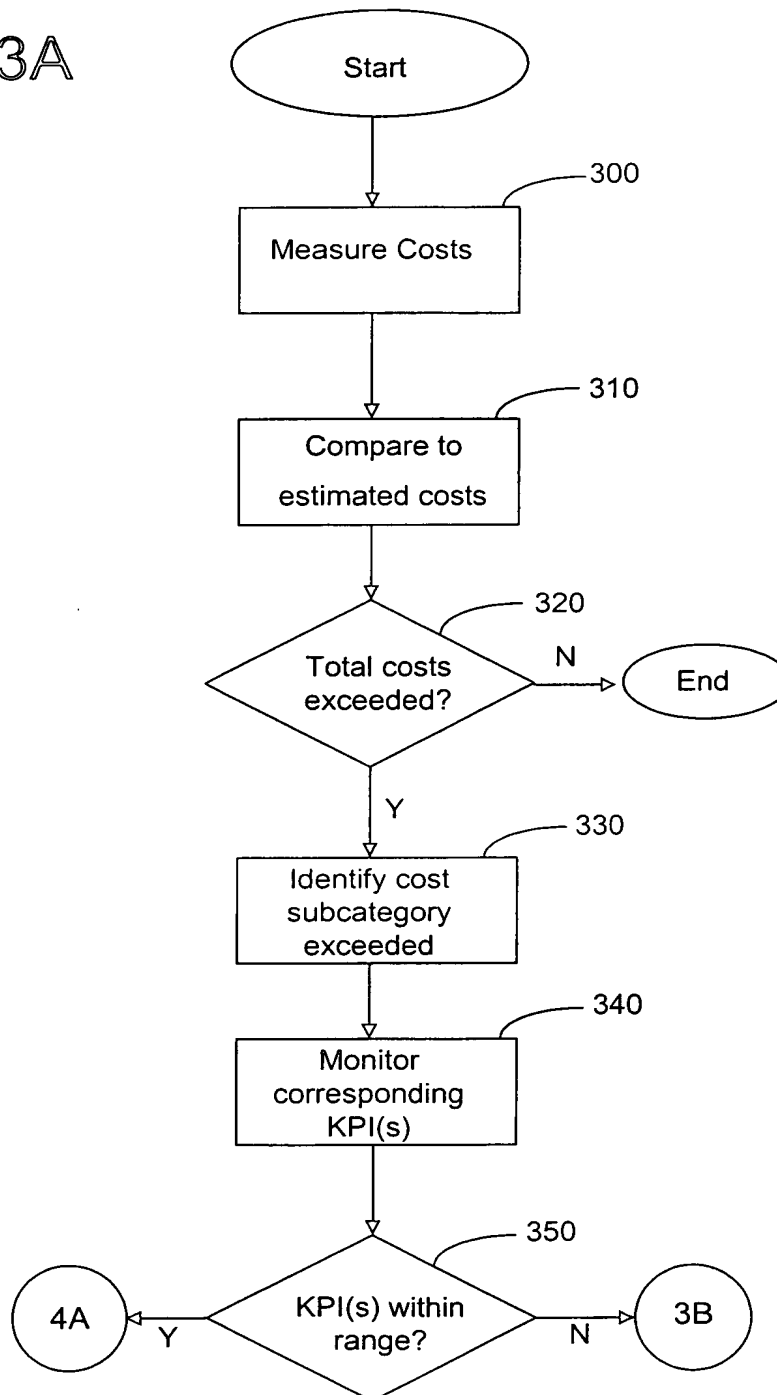 3A
Start
300
Measure Costs
310
Compare to
estimated costs
320
Total costs
exceeded?
N
End
Y
330
Identify cost
subcategory
exceeded
340
Monitor
corresponding
KPI(s)
350
4A
Y
KPI(s) within
range?
N
3B